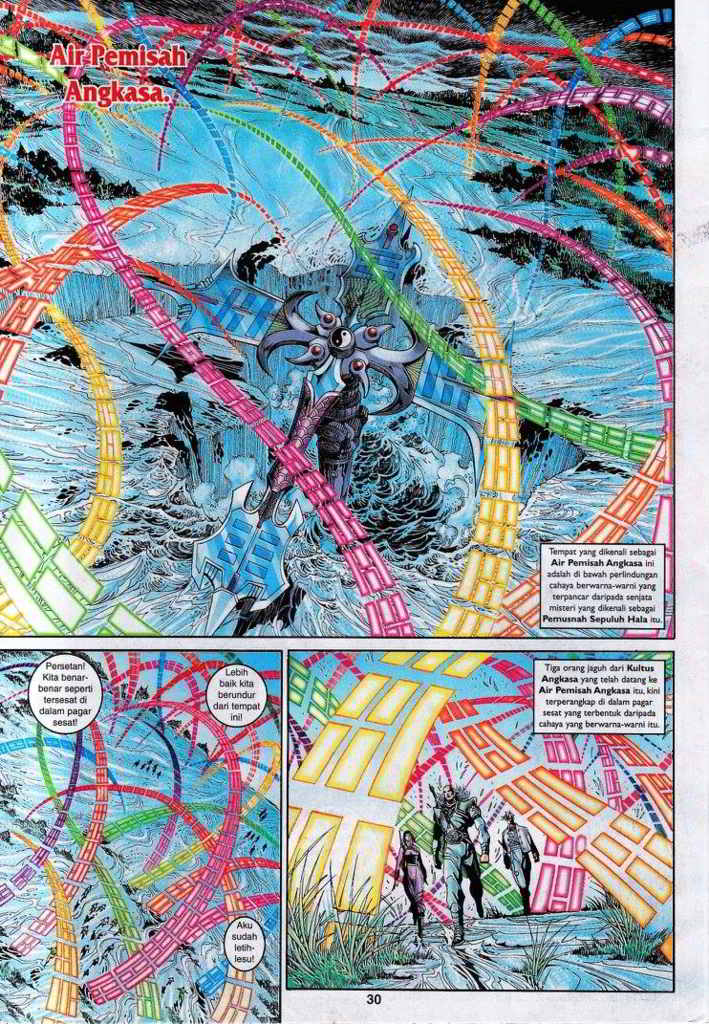 Air Pemisah
Angkasa.
Tempat yang dikenali sebagai
Air Pemisah Angkasa ini
adalah di bawah perlindungan
cahaya berwarna-warni yang
terpancar daripada senjata
misteri yang dikenali sebagai
Pemusnah Sepuluh Hala itu.
Persetan!
Kita benar-
benar seperti
tersesat di
dalam pagar
sesat!
Lebih
baik kita
berundur
dari tempat
ini!
Aku
sudah
letih-
lesu!
Tiga orang jaguh dari Kultus
Angkasa yang telah datang ke
Air Pemisah Angkasa itu, kini
terperangkap di dalam pagar
sesat yang terbentuk daripada
cahaya yang berwarna-warni itu.
30